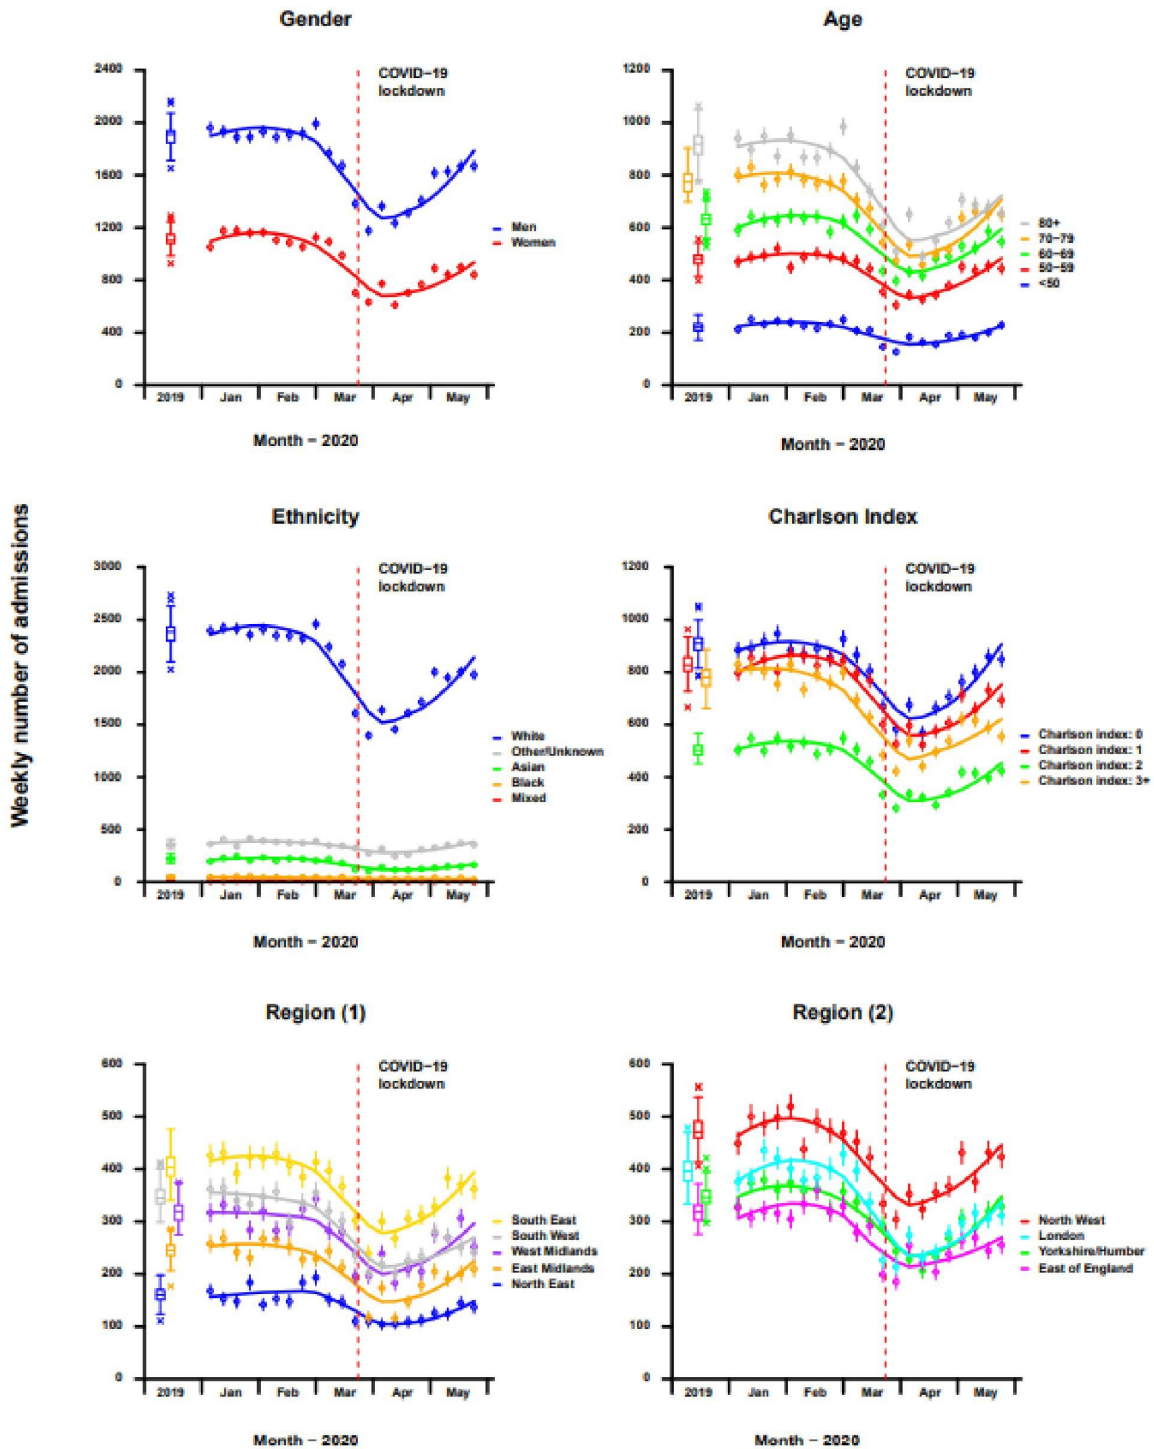 Weekly number of admissions
Gender
2400
2000
1600
1200
800
400
0
COVID−19
lockdown
Men
Women
2019 Jan Feb Mar Apr May
Month − 2020
Age
1200
1000
800
600
400
200
0
COVID−19
lockdown
80+
70−79
60−69
50−59
<50
2019 Jan Feb Mar Apr May
Month − 2020
Ethnicity
3000
2500
2000
1500
1000
500
0
COVID−19
lockdown
White
Other/Unknown
Asian
Black
Mixed
2019 Jan Feb Mar Apr May
Month − 2020
Charlson Index
1200
1000
800
600
400
200
0
COVID−19
lockdown
Charlson index: 0
Charlson index: 1
Charlson index: 2
Charlson index: 3+
2019 Jan Feb Mar Apr May
Month − 2020
Region (1)
600
500
400
300
200
100
0
COVID−19
lockdown
South East
South West
West Midlands
East Midlands
North East
2019 Jan Feb Mar Apr May
Month − 2020
Region (2)
600
500
400
300
200
100
0
COVID−19
lockdown
North West
London
Yorkshire/Humber
East of England
2019 Jan Feb Mar Apr May
Month − 2020